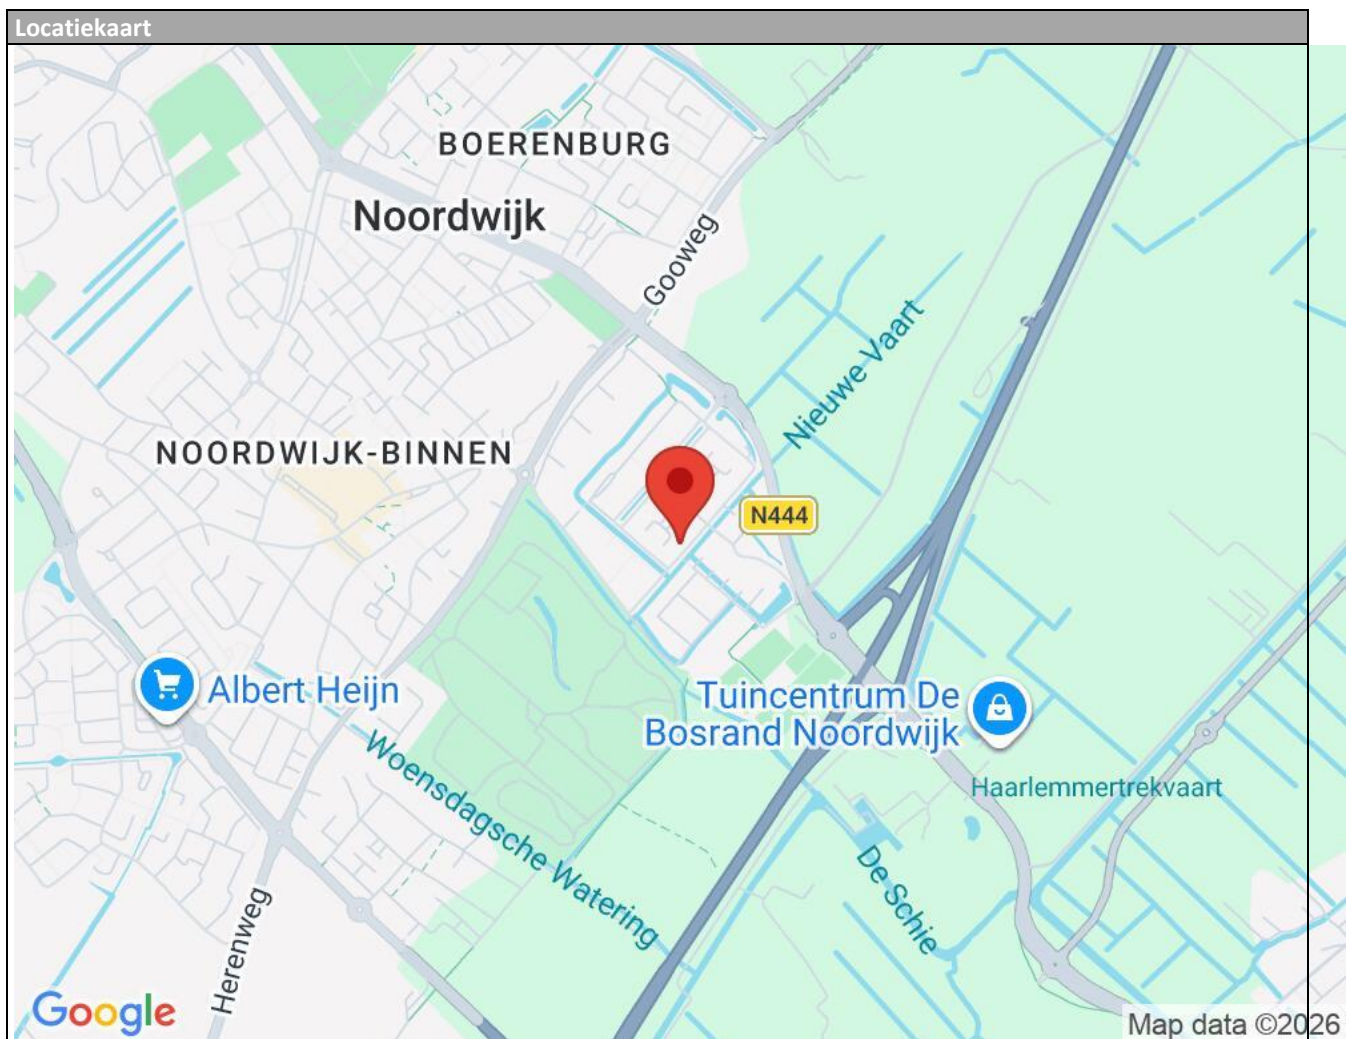 Locatiekaart
BOERENBURG
Noordwijk
Gooweg
Nieuwe Vaart
NOORDWIJK-BINNEN
N444
Albert Heijn
Tuincentrum De
Bosrand Noordwijk
Woensdagsche Watering
Haarlemmertrekvaart
De Schie
Herenweg
Google
Map data ©2026